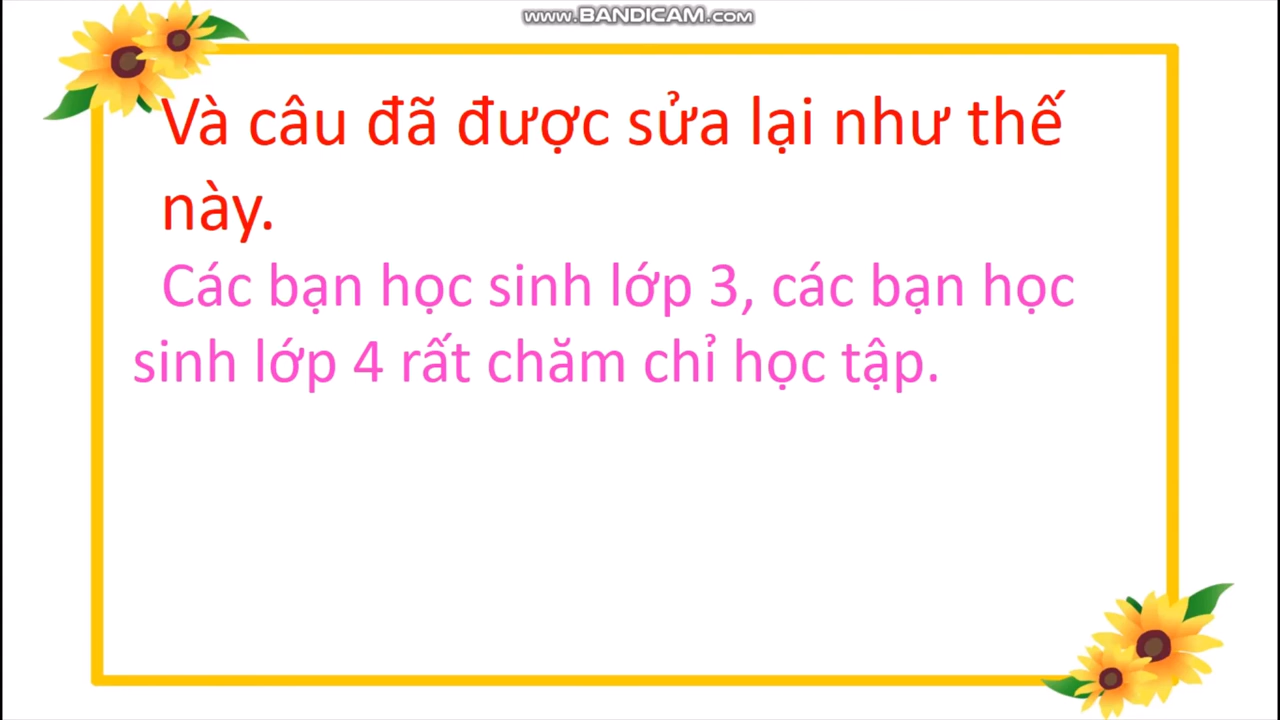 www.BANDICAM.com
Và câu đã được sửa lại như thế
này.
Các bạn học sinh lớp 3, các bạn học
sinh lớp 4 rất chăm chỉ học tập.